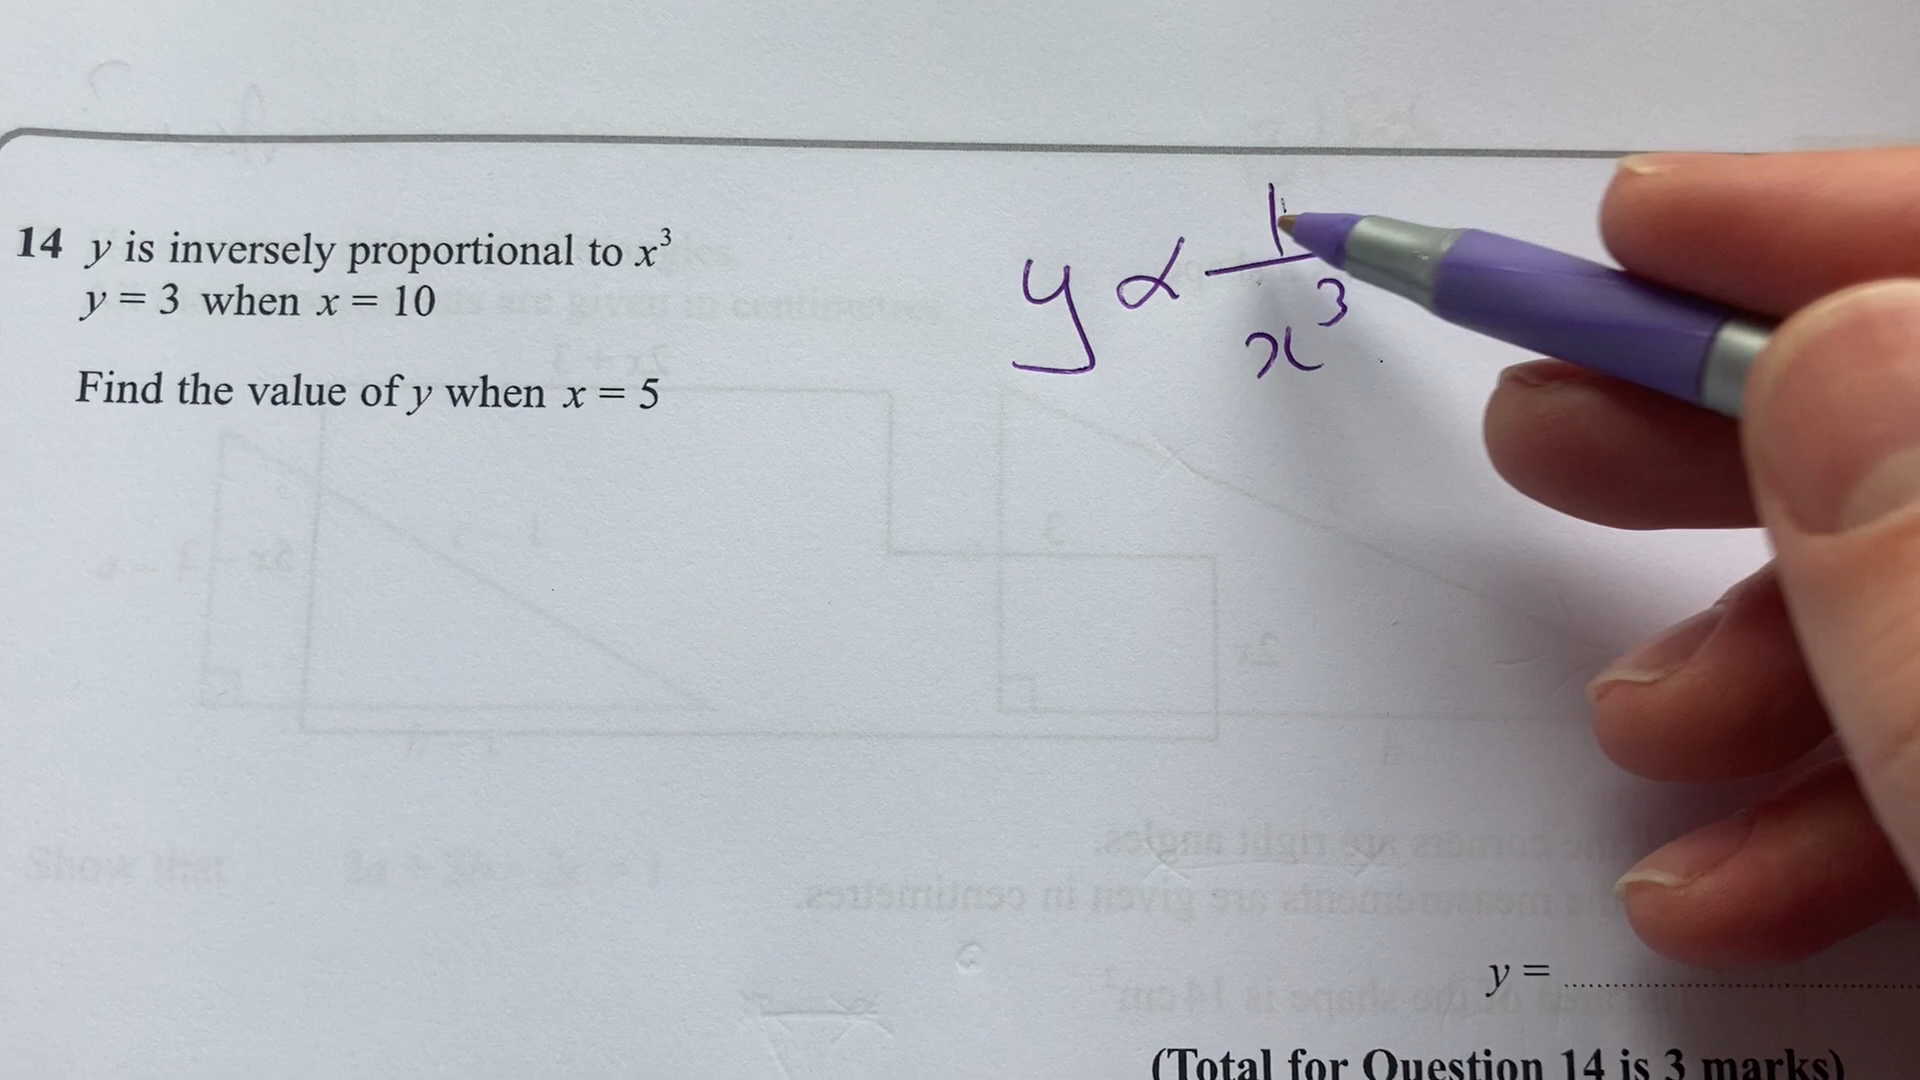 14 y is inversely proportional to x³
y = 3 when x = 10
Find the value of y when x = 5
y ∝ 1/x³
y = ........................................
(Total for Question 14 is 3 marks)